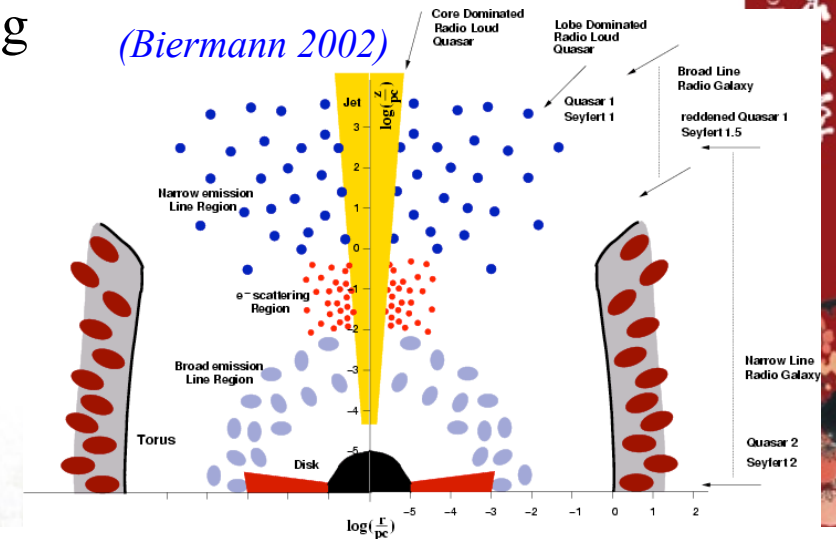 g
(Biermann 2002)
Core Dominated
Radio Loud
Quasar
Lobe Dominated
Radio Loud
Quasar
Broad Line
Radio Galaxy
Quasar 1
Seyfert 1
reddened Quasar 1
Seyfert 1.5
Jet
log(z/pc)
3
2
1
0
-1
-2
-3
-4
-5
Narrow emission
Line Region
e⁻ scattering
Region
Broad emission
Line Region
Torus
Disk
Narrow Line
Radio Galaxy
Quasar 2
Seyfert 2
-5 -4 -3 -2 -1 0 1 2
log(r/pc)